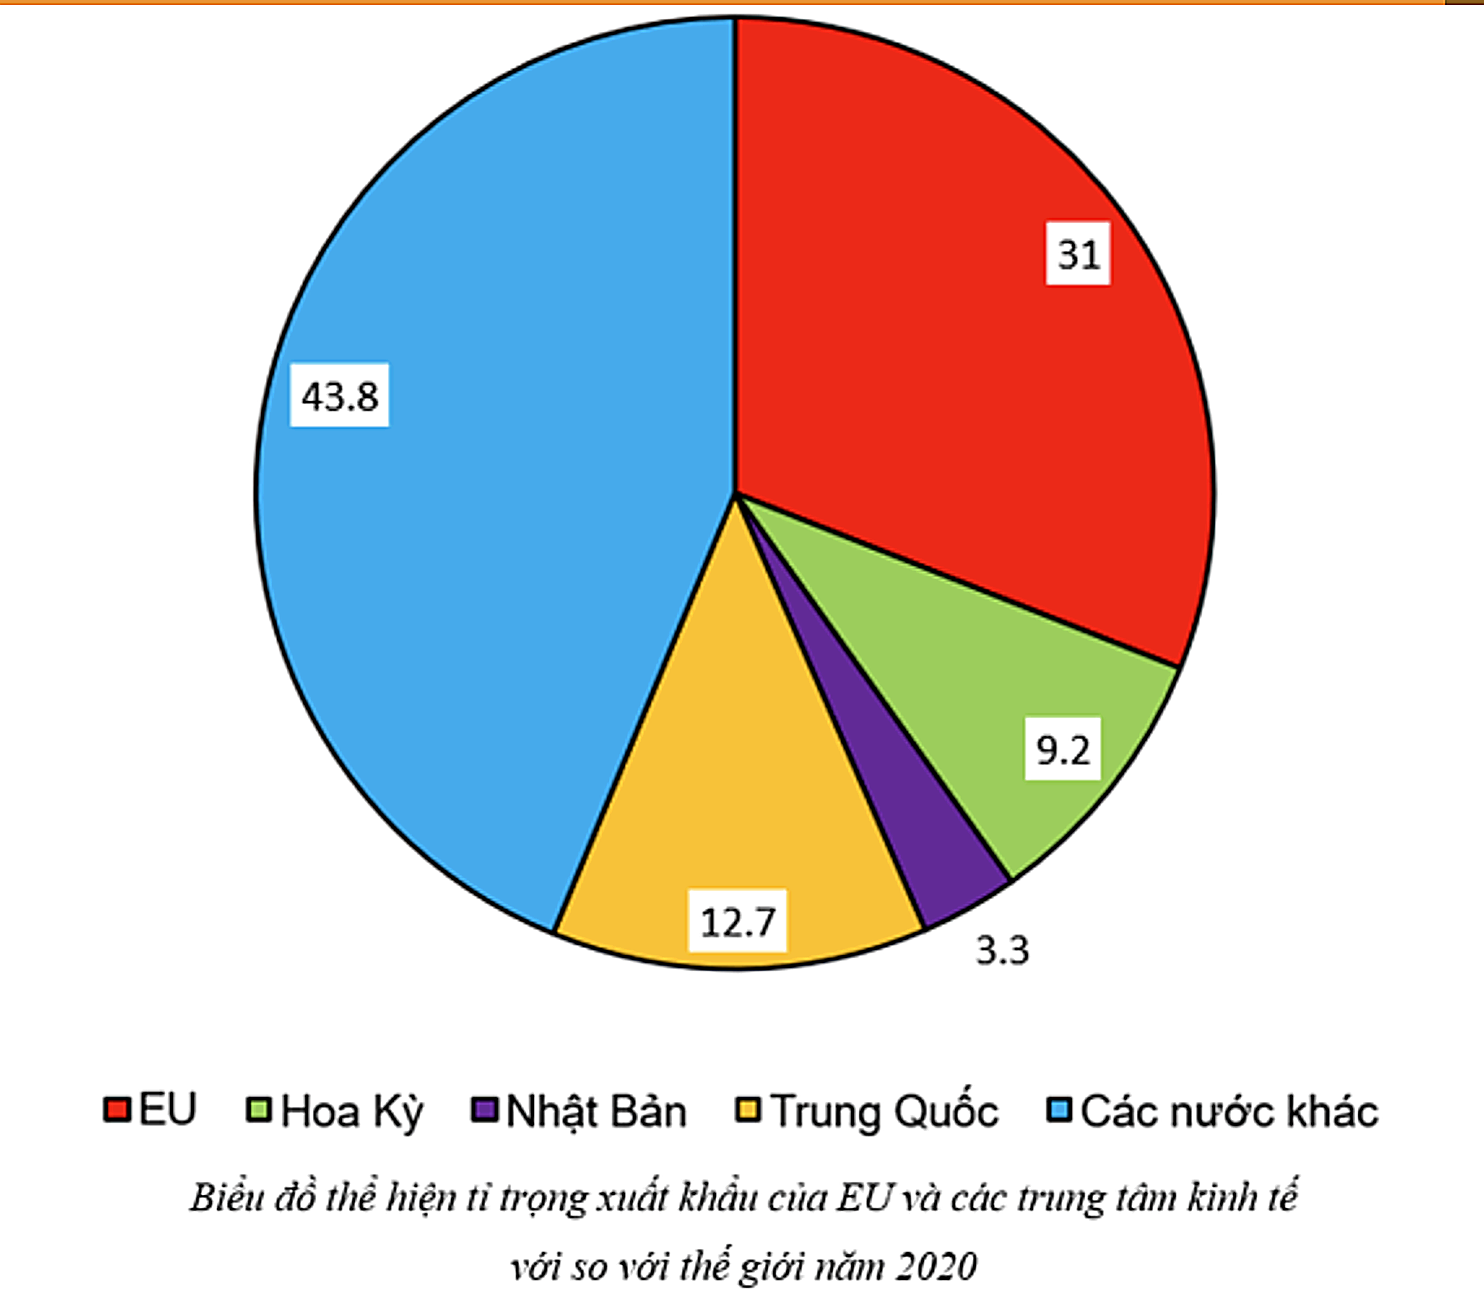 31
43.8
9.2
12.7
3.3
EU Hoa Kỳ Nhật Bản Trung Quốc Các nước khác
Biểu đồ thể hiện tỉ trọng xuất khẩu của EU và các trung tâm kinh tế
với so với thế giới năm 2020